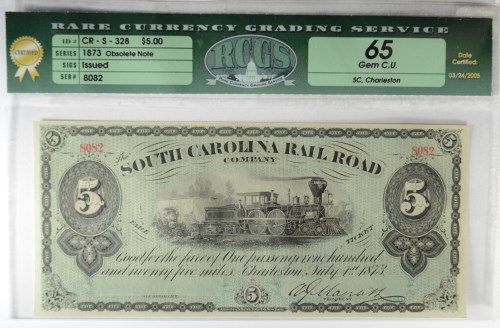 RARE CURRENCY GRADING SERVICE
CERTIFIED
ID# CR - S - 328 $5.00
SERIES 1873 Obsolete Note
SIGS Issued
SER# 8082
RCGS
65
Gem C.U.
SC, Charleston
Date
Certified:
03/24/2005
8082 8082
The SOUTH CAROLINA RAIL ROAD
COMPANY
5 5
FARE TICKET
Good for the fare of One passenger one hundred
and twenty five miles. Charleston July 1st 1873
5